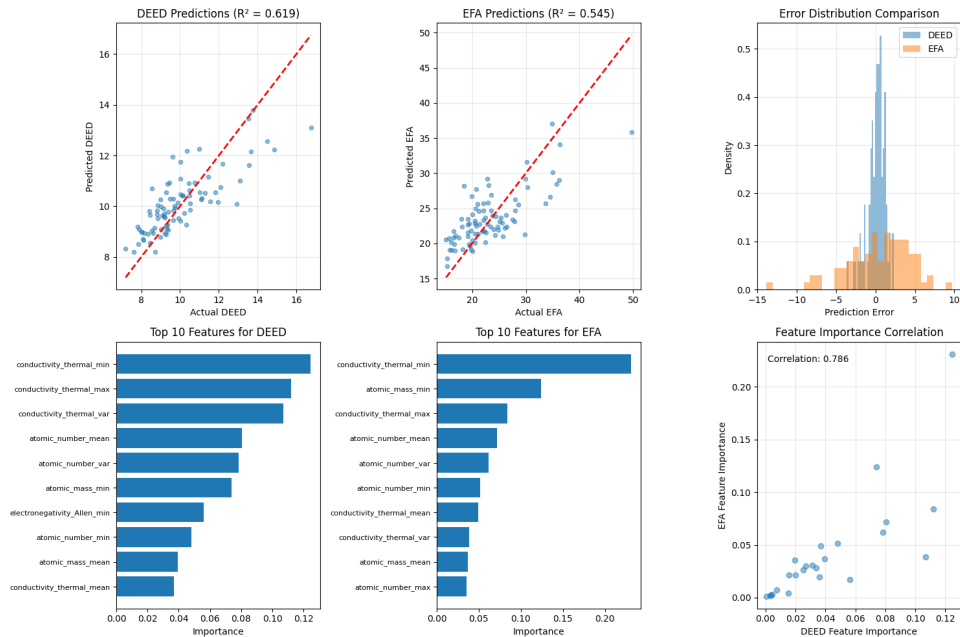 DEED Predictions (R² = 0.619)
16
14
12
10
8
8
10
12
14
16
Predicted DEED
Actual DEED
EFA Predictions (R² = 0.545)
50
45
40
35
30
25
20
15
20
30
40
50
Predicted EFA
Actual EFA
Error Distribution Comparison
DEED
EFA
0.5
0.4
0.3
0.2
0.1
0.0
−15
−10
−5
0
5
10
Density
Prediction Error
Top 10 Features for DEED
conductivity_thermal_min
conductivity_thermal_max
conductivity_thermal_var
atomic_number_mean
atomic_number_var
atomic_mass_min
electronegativity_Allen_min
atomic_number_min
atomic_mass_mean
conductivity_thermal_mean
0.00
0.02
0.04
0.06
0.08
0.10
0.12
Importance
Top 10 Features for EFA
conductivity_thermal_min
atomic_mass_min
conductivity_thermal_max
atomic_number_mean
atomic_number_var
atomic_number_min
conductivity_thermal_mean
conductivity_thermal_var
atomic_mass_mean
atomic_number_max
0.00
0.05
0.10
0.15
0.20
Importance
Feature Importance Correlation
Correlation: 0.786
0.20
0.15
0.10
0.05
0.00
0.00
0.02
0.04
0.06
0.08
0.10
0.12
EFA Feature Importance
DEED Feature Importance